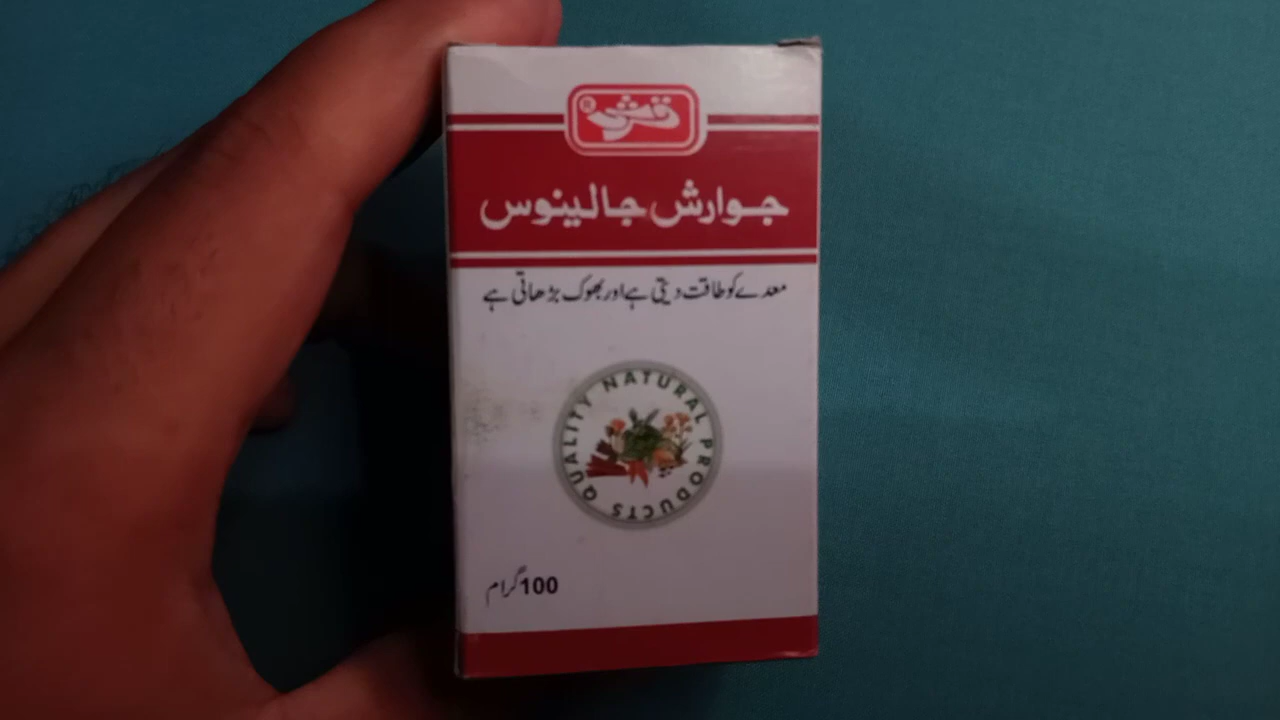 قرشی ®
جوارش جالینوس
معدے کو طاقت دیتی ہے اور بھوک بڑھاتی ہے
QUALITY NATURAL PRODUCTS
100 گرام